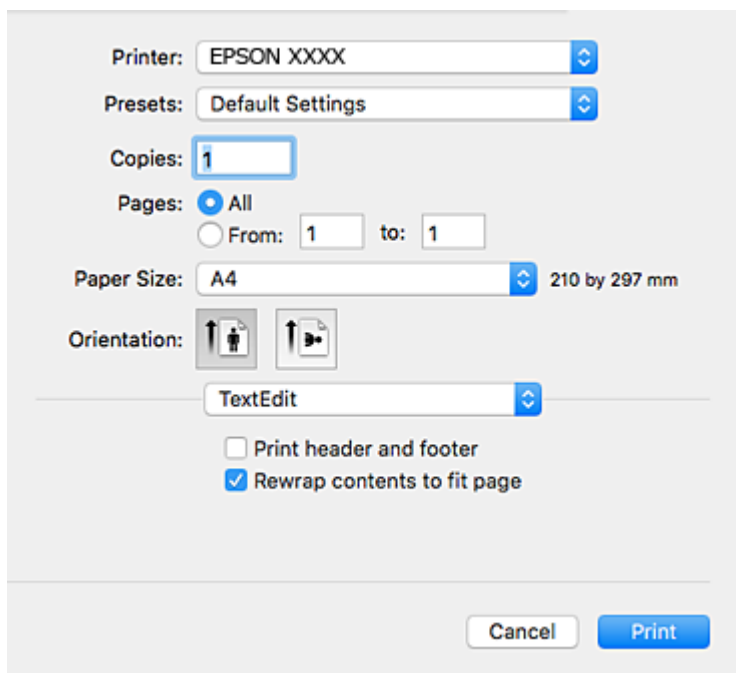 Printer: EPSON XXXX
Presets: Default Settings
Copies: 1
Pages: All
From: 1 to: 1
Paper Size: A4 210 by 297 mm
Orientation:
TextEdit
Print header and footer
Rewrap contents to fit page
Cancel Print